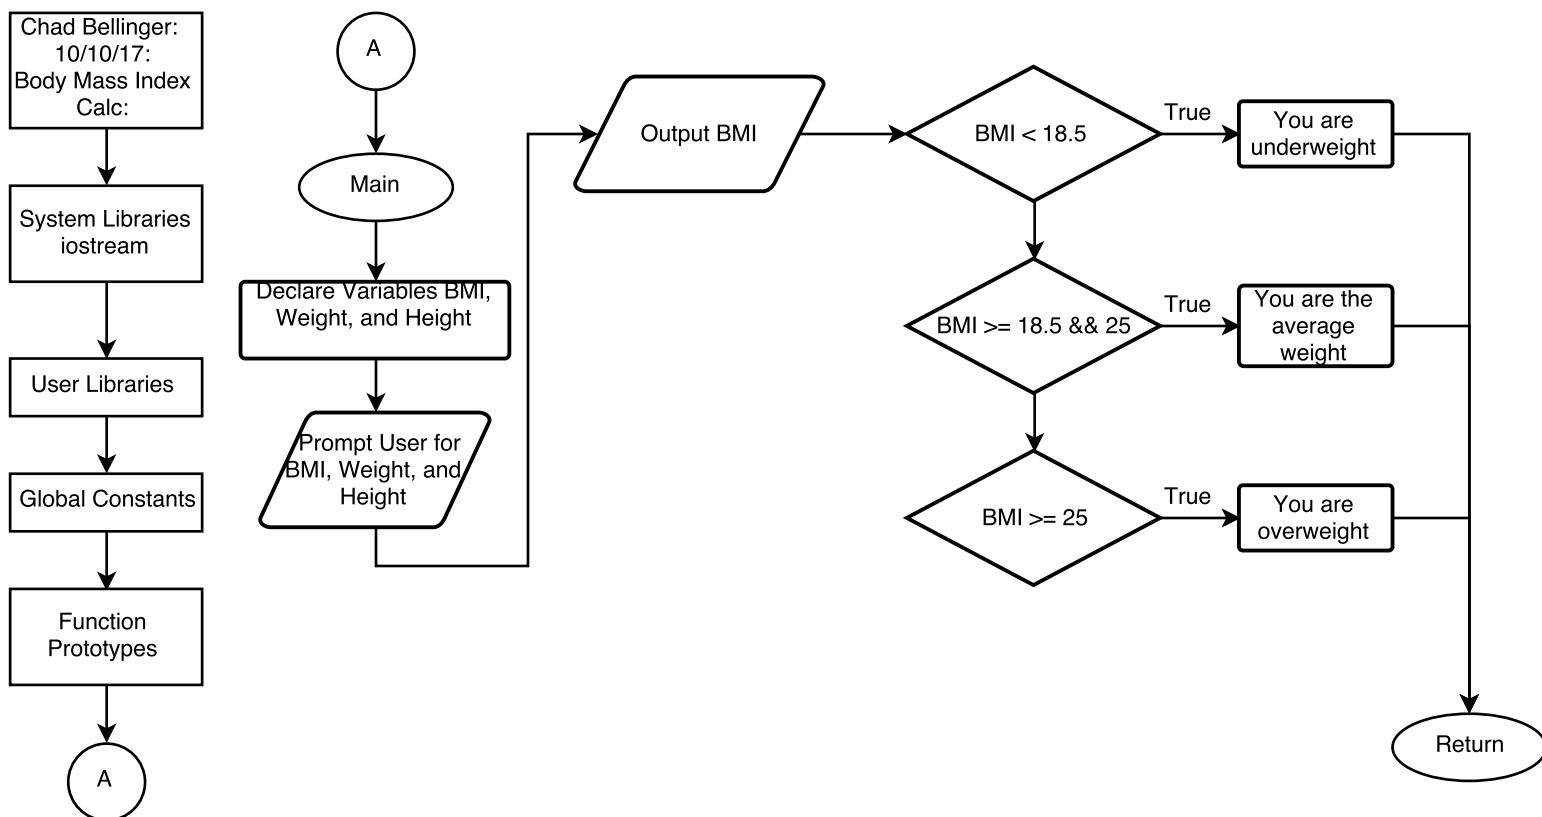 Chad Bellinger:
10/10/17:
Body Mass Index
Calc:
System Libraries
iostream
User Libraries
Global Constants
Function
Prototypes
A
A
Main
Declare Variables BMI,
Weight, and Height
Prompt User for
BMI, Weight, and
Height
Output BMI
BMI < 18.5
True
You are
underweight
BMI >= 18.5 && 25
True
You are the
average
weight
BMI >= 25
True
You are
overweight
Return